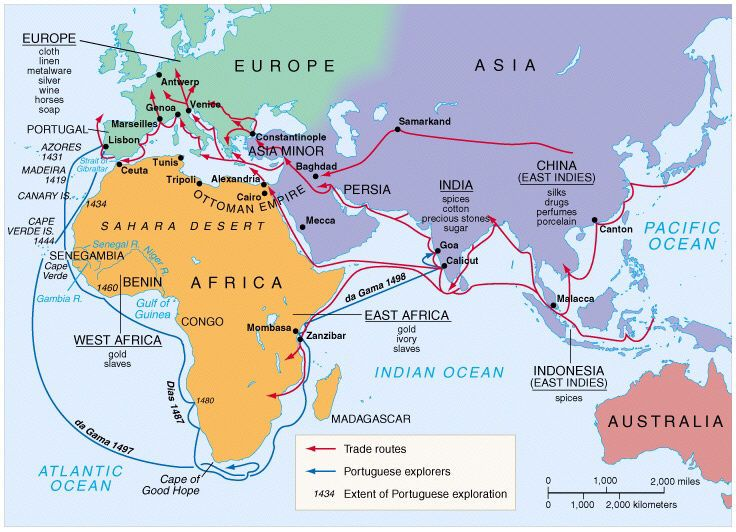 EUROPE
cloth
linen
metalware
silver
wine
horses
soap
EUROPE
ASIA
Antwerp
Genoa
Venice
Marseilles
PORTUGAL
Lisbon
Constantinople
ASIA MINOR
Samarkand
AZORES
1431
MADEIRA
1419
CANARY IS.
1434
Strait of
Gibraltar
Ceuta
Tunis
Tripoli
Alexandria
Cairo
OTTOMAN EMPIRE
Baghdad
PERSIA
Mecca
INDIA
spices
cotton
precious stones
sugar
CHINA
(EAST INDIES)
silks
drugs
perfumes
porcelain
Canton
PACIFIC
OCEAN
CAPE
VERDE IS.
1444
SAHARA DESERT
Senegal R.
Niger R.
SENEGAMBIA
Cape
Verde
Gambia R.
1460
BENIN
Gulf of
Guinea
AFRICA
Goa
Calicut
da Gama 1498
Malacca
WEST AFRICA
gold
slaves
CONGO
Mombasa
Zanzibar
EAST AFRICA
gold
ivory
slaves
INDIAN OCEAN
INDONESIA
(EAST INDIES)
spices
Dias 1487
1480
MADAGASCAR
AUSTRALIA
da Gama 1497
ATLANTIC
OCEAN
Cape of
Good Hope
Trade routes
Portuguese explorers
1434 Extent of Portuguese exploration
0 1,000 2,000 miles
0 1,000 2,000 kilometers